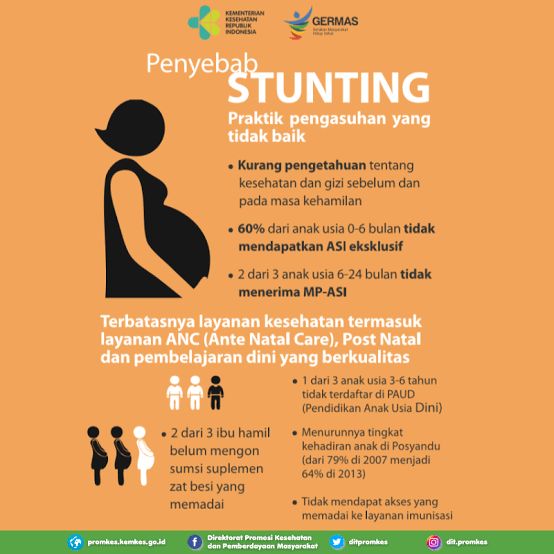 KEMENTERIAN
KESEHATAN
REPUBLIK
INDONESIA
GERMAS
Gerakan Masyarakat
Hidup Sehat
Penyebab
STUNTING
Praktik pengasuhan yang
tidak baik
• Kurang pengetahuan tentang
kesehatan dan gizi sebelum dan
pada masa kehamilan
• 60% dari anak usia 0-6 bulan tidak
mendapatkan ASI eksklusif
• 2 dari 3 anak usia 6-24 bulan tidak
menerima MP-ASI
Terbatasnya layanan kesehatan termasuk
layanan ANC (Ante Natal Care), Post Natal
dan pembelajaran dini yang berkualitas
• 1 dari 3 anak usia 3-6 tahun
tidak terdaftar di PAUD
(Pendidikan Anak Usia Dini)
• 2 dari 3 ibu hamil
belum mengon
sumsi suplemen
zat besi yang
memadai
• Menurunnya tingkat
kehadiran anak di Posyandu
(dari 79% di 2007 menjadi
64% di 2013)
• Tidak mendapat akses yang
memadai ke layanan imunisasi
promkes.kemkes.go.id
Direktorat Promosi Kesehatan
dan Pemberdayaan Masyarakat
ditpromkes
dit.promkes